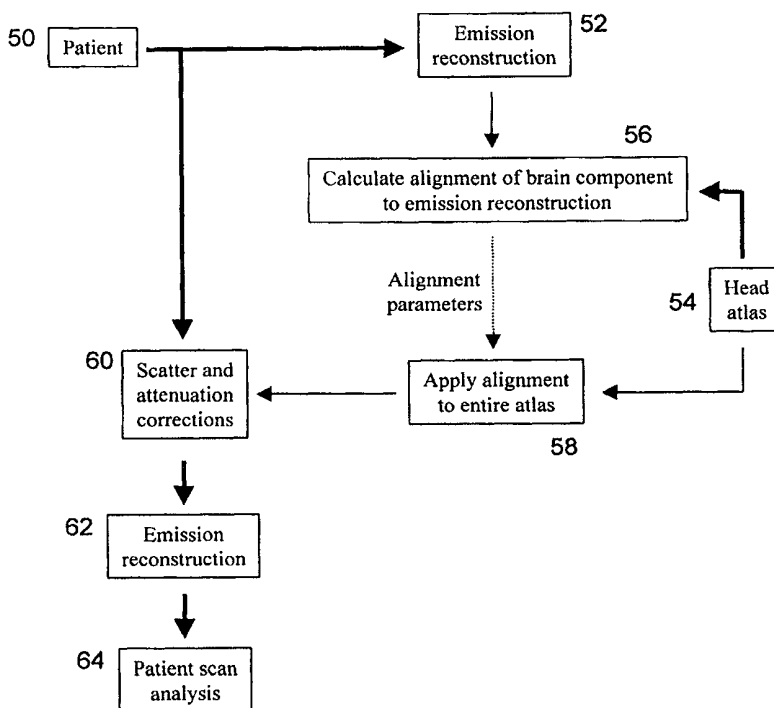 50
Patient
Emission
reconstruction
52
56
Calculate alignment of brain component
to emission reconstruction
Alignment
parameters
54
Head
atlas
60
Scatter and
attenuation
corrections
Apply alignment
to entire atlas
58
62
Emission
reconstruction
64
Patient scan
analysis